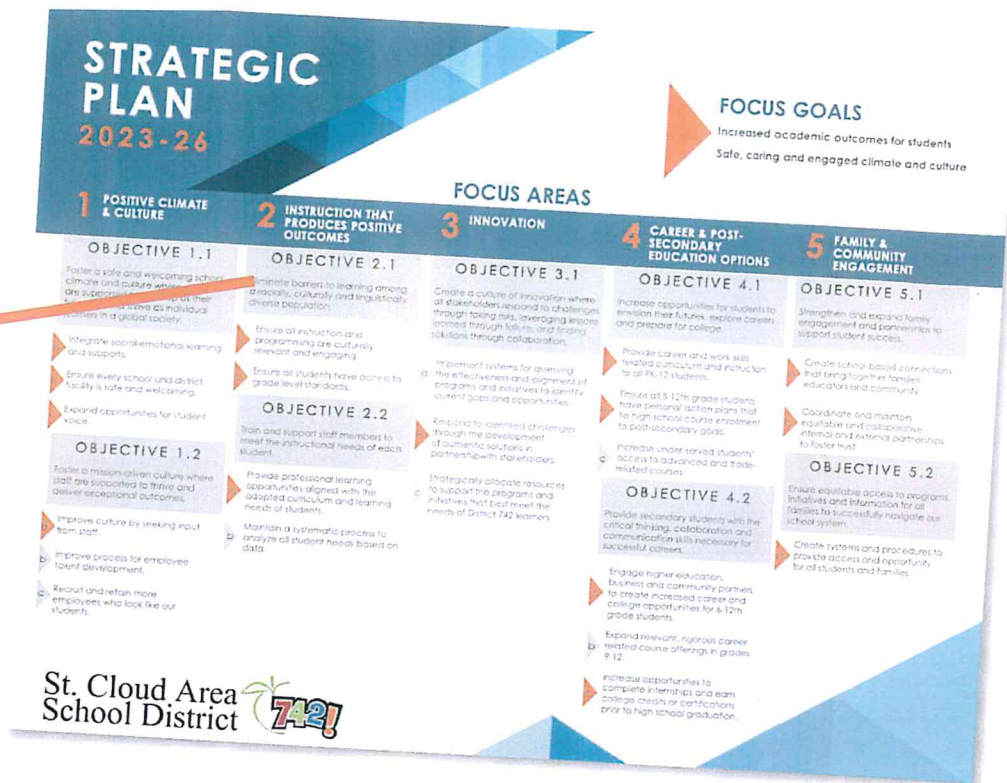 STRATEGIC
PLAN
2023-26
FOCUS GOALS
Increased academic outcomes for students
Safe, caring and engaged climate and culture
FOCUS AREAS
1 POSITIVE CLIMATE
& CULTURE
OBJECTIVE 1.1
Foster a safe and welcoming school
climate and culture where
are supported as their
as individual
in a global society.
Integrate social-emotional learning
and supports.
Ensure every school and district
facility is safe and welcoming.
Expand opportunities for student
voice.
OBJECTIVE 1.2
Foster a mission-driven culture where
staff are supported to thrive and
deliver exceptional outcomes.
Improve culture by seeking input
from staff.
b Improve process for employee
talent development.
c Recruit and retain more
employees who look like our
students.
2 INSTRUCTION THAT
PRODUCES POSITIVE
OUTCOMES
OBJECTIVE 2.1
Eliminate barriers to learning among
a racially, culturally and linguistically
diverse population.
Ensure all instruction and
programming are culturally
relevant and engaging.
Ensure all students have access to
grade level standards.
OBJECTIVE 2.2
Train and support staff members to
meet the instructional needs of each
student.
Provide professional learning
opportunities aligned with the
adopted curriculum and learning
needs of students.
b Maintain a systematic process to
analyze all student needs based on
data.
3 INNOVATION
OBJECTIVE 3.1
Create a culture of innovation where
all stakeholders respond to challenges
through taking risks, leveraging lessons
learned through failure, and finding
solutions through collaboration.
Implement systems for assessing
a the effectiveness and alignment of
programs and initiatives to identify
current gaps and opportunities.
Respond to identified challenges
through the development
of authentic solutions in
partnership with stakeholders.
Strategically allocate resources
c to support the programs and
initiatives that best meet the
needs of District 742 learners.
4 CAREER & POST-
SECONDARY
EDUCATION OPTIONS
OBJECTIVE 4.1
Increase opportunities for students to
envision their futures, explore careers
and prepare for college.
Provide career and work skills
related curriculum and instruction
to all PK-12 students.
Ensure all 8-12th grade students
have personal action plans that
tie high school course enrollment
to post-secondary goals.
Increase under served students'
c access to advanced and trade-
related courses.
OBJECTIVE 4.2
Provide secondary students with the
critical thinking, collaboration and
communication skills necessary for
successful careers.
Engage higher education,
business and community partners
to create increased career and
college opportunities for 6-12th
grade students.
Expand relevant, rigorous career
b related course offerings in grades
9-12.
Increase opportunities to
complete internships and earn
college credits or certifications
prior to high school graduation.
5 FAMILY &
COMMUNITY
ENGAGEMENT
OBJECTIVE 5.1
Strengthen and expand family
engagement and partnerships to
support student success.
Create school based connections
that bring together families,
educators and community.
Coordinate and maintain
equitable and collaborative
internal and external partnerships
to foster trust.
OBJECTIVE 5.2
Ensure equitable access to programs,
initiatives and information for all
families to successfully navigate our
school system.
Create systems and procedures to
provide access and opportunity
for all students and families.
St. Cloud Area
School District 742!